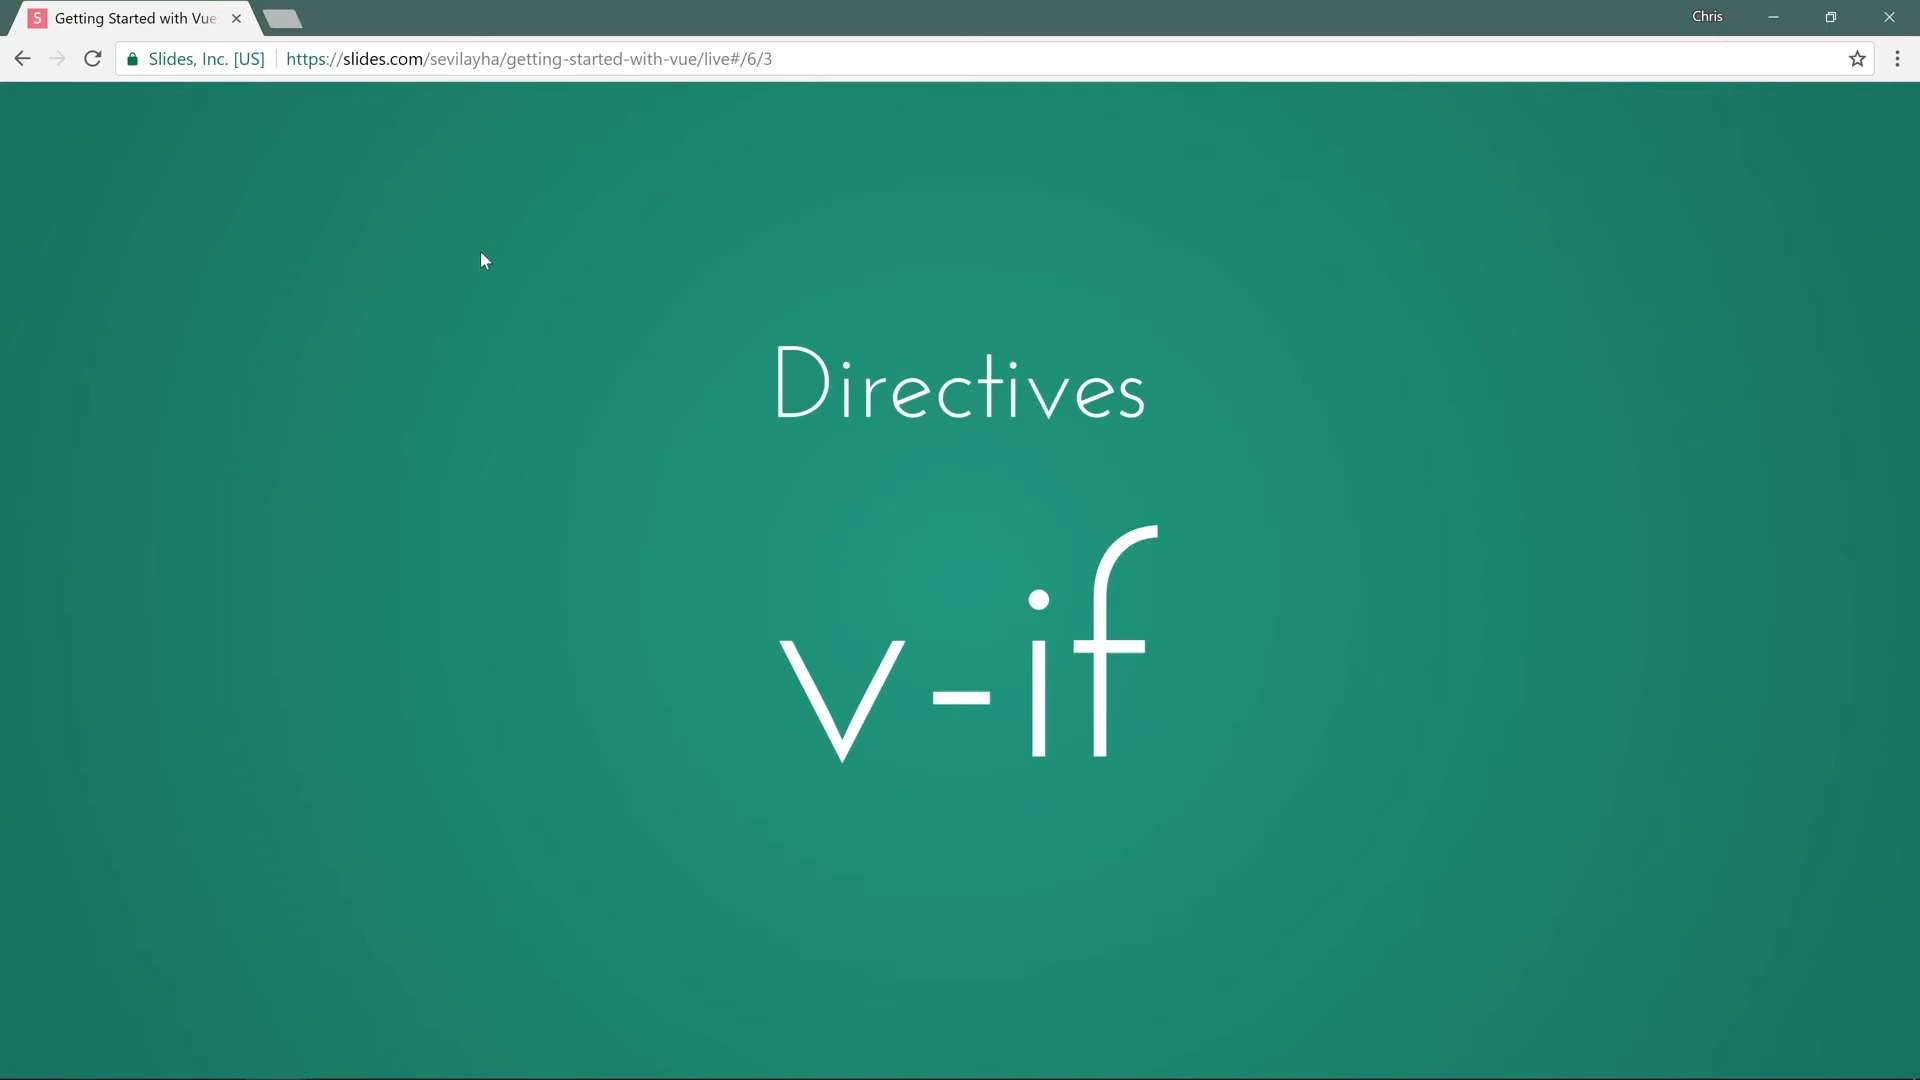 S Getting Started with Vue
Chris
Slides, Inc. [US] https://slides.com/sevilayha/getting-started-with-vue/live#/6/3
Directives
v-if